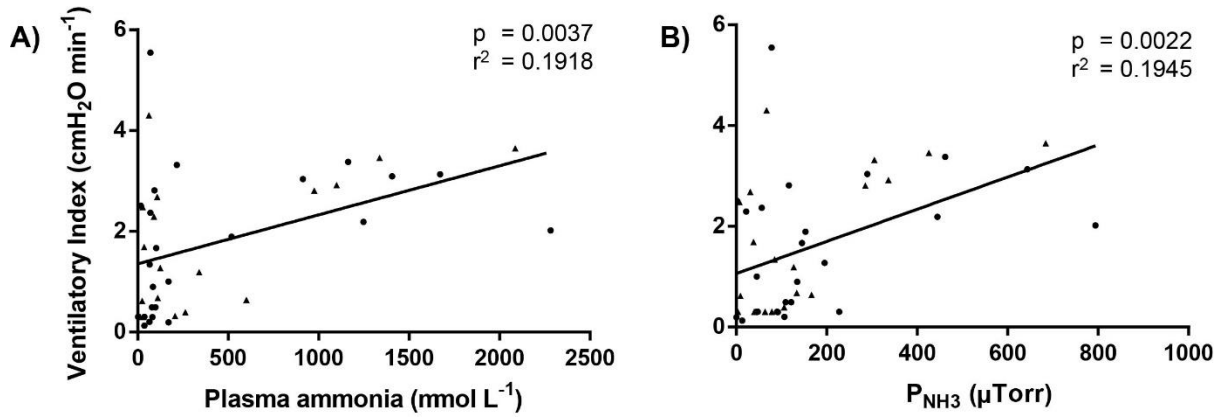 A)
p = 0.0037
r² = 0.1918
Ventilatory Index (cmH₂O min⁻¹)
6
4
2
0
0 500 1000 1500 2000 2500
Plasma ammonia (mmol L⁻¹)
B)
p = 0.0022
r² = 0.1945
6
4
2
0
0 200 400 600 800 1000
P_NH3 (µTorr)